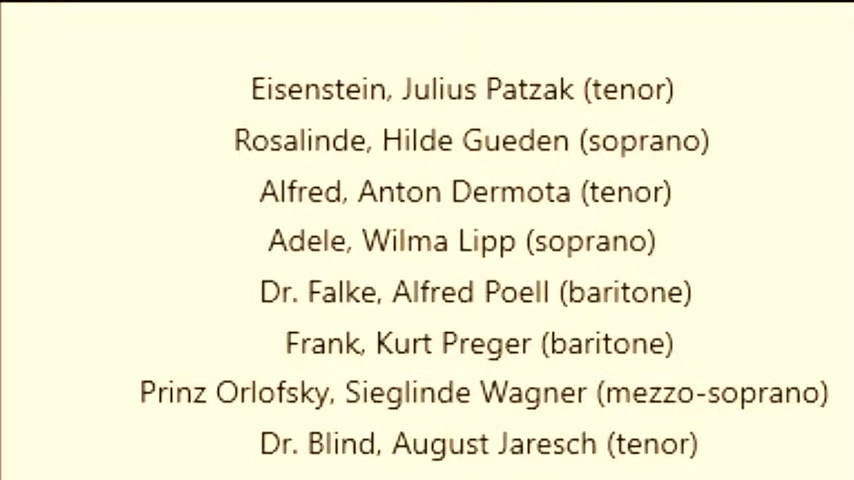 Eisenstein, Julius Patzak (tenor)
Rosalinde, Hilde Gueden (soprano)
Alfred, Anton Dermota (tenor)
Adele, Wilma Lipp (soprano)
Dr. Falke, Alfred Poell (baritone)
Frank, Kurt Preger (baritone)
Prinz Orlofsky, Sieglinde Wagner (mezzo-soprano)
Dr. Blind, August Jaresch (tenor)